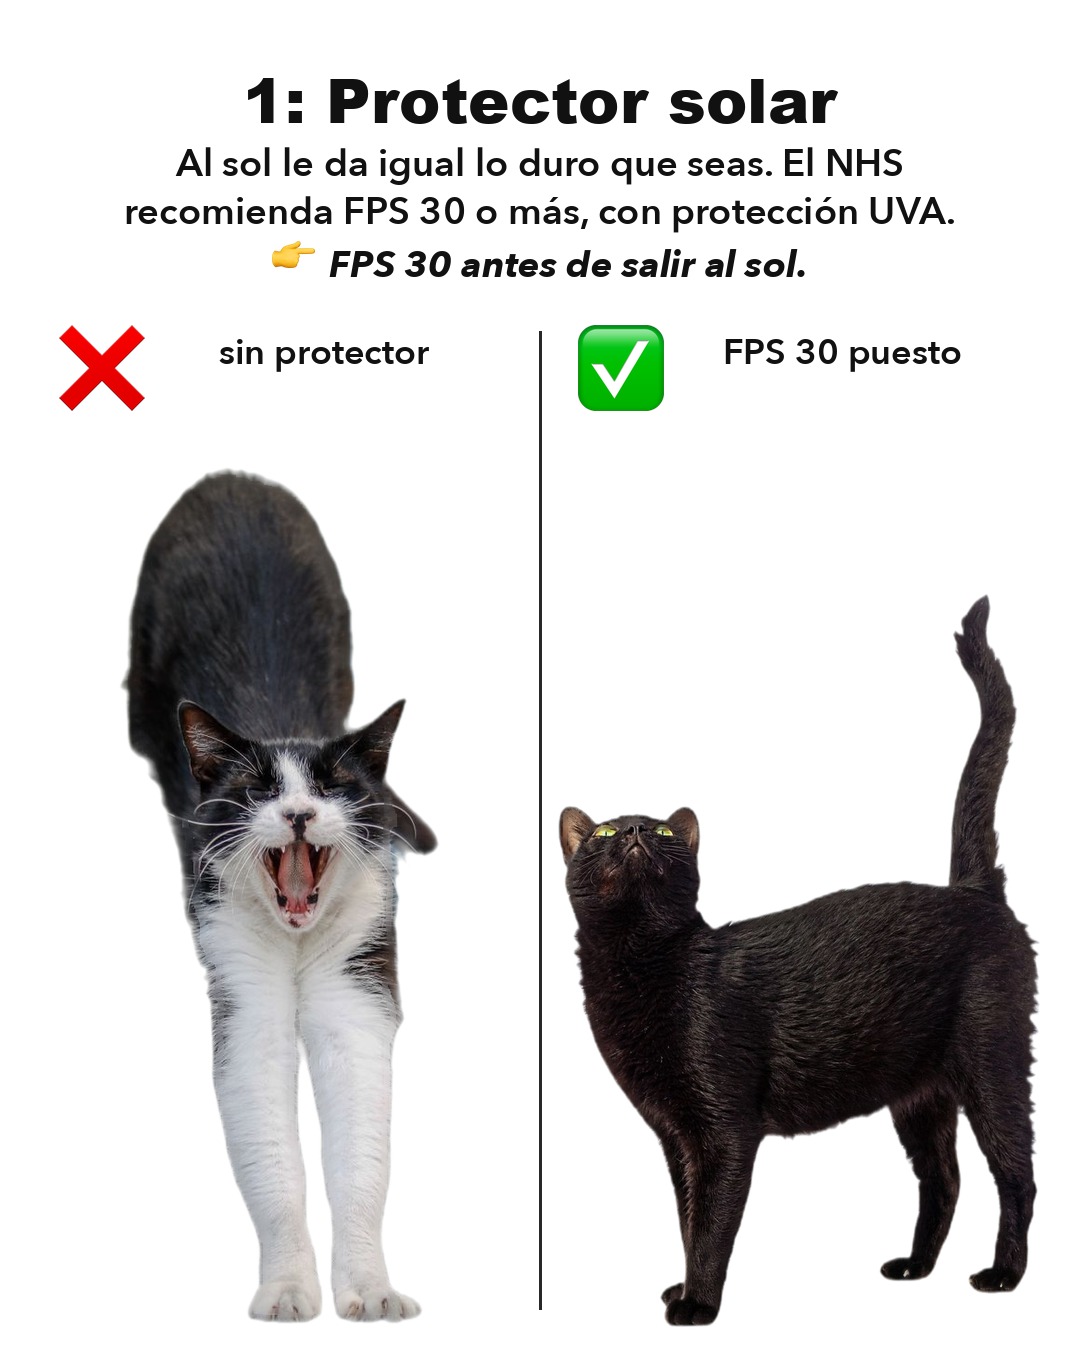 1: Protector solar
Al sol le da igual lo duro que seas. El NHS
recomienda FPS 30 o más, con protección UVA.
👉 FPS 30 antes de salir al sol.
❌ sin protector
✅ FPS 30 puesto